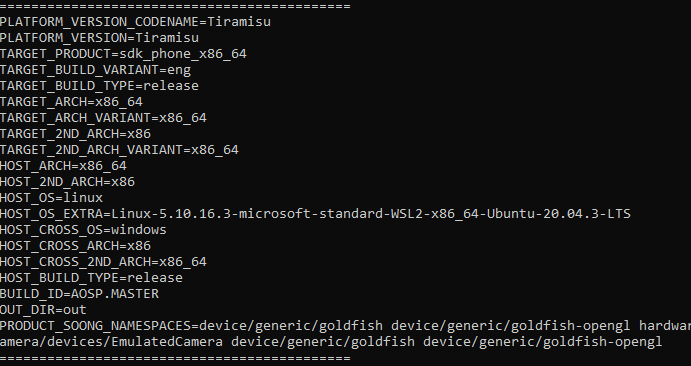 ============================================
PLATFORM_VERSION_CODENAME=Tiramisu
PLATFORM_VERSION=Tiramisu
TARGET_PRODUCT=sdk_phone_x86_64
TARGET_BUILD_VARIANT=eng
TARGET_BUILD_TYPE=release
TARGET_ARCH=x86_64
TARGET_ARCH_VARIANT=x86_64
TARGET_2ND_ARCH=x86
TARGET_2ND_ARCH_VARIANT=x86_64
HOST_ARCH=x86_64
HOST_2ND_ARCH=x86
HOST_OS=linux
HOST_OS_EXTRA=Linux-5.10.16.3-microsoft-standard-WSL2-x86_64-Ubuntu-20.04.3-LTS
HOST_CROSS_OS=windows
HOST_CROSS_ARCH=x86
HOST_CROSS_2ND_ARCH=x86_64
HOST_BUILD_TYPE=release
BUILD_ID=AOSP.MASTER
OUT_DIR=out
PRODUCT_SOONG_NAMESPACES=device/generic/goldfish device/generic/goldfish-opengl hardwar
amera/devices/EmulatedCamera device/generic/goldfish device/generic/goldfish-opengl
============================================